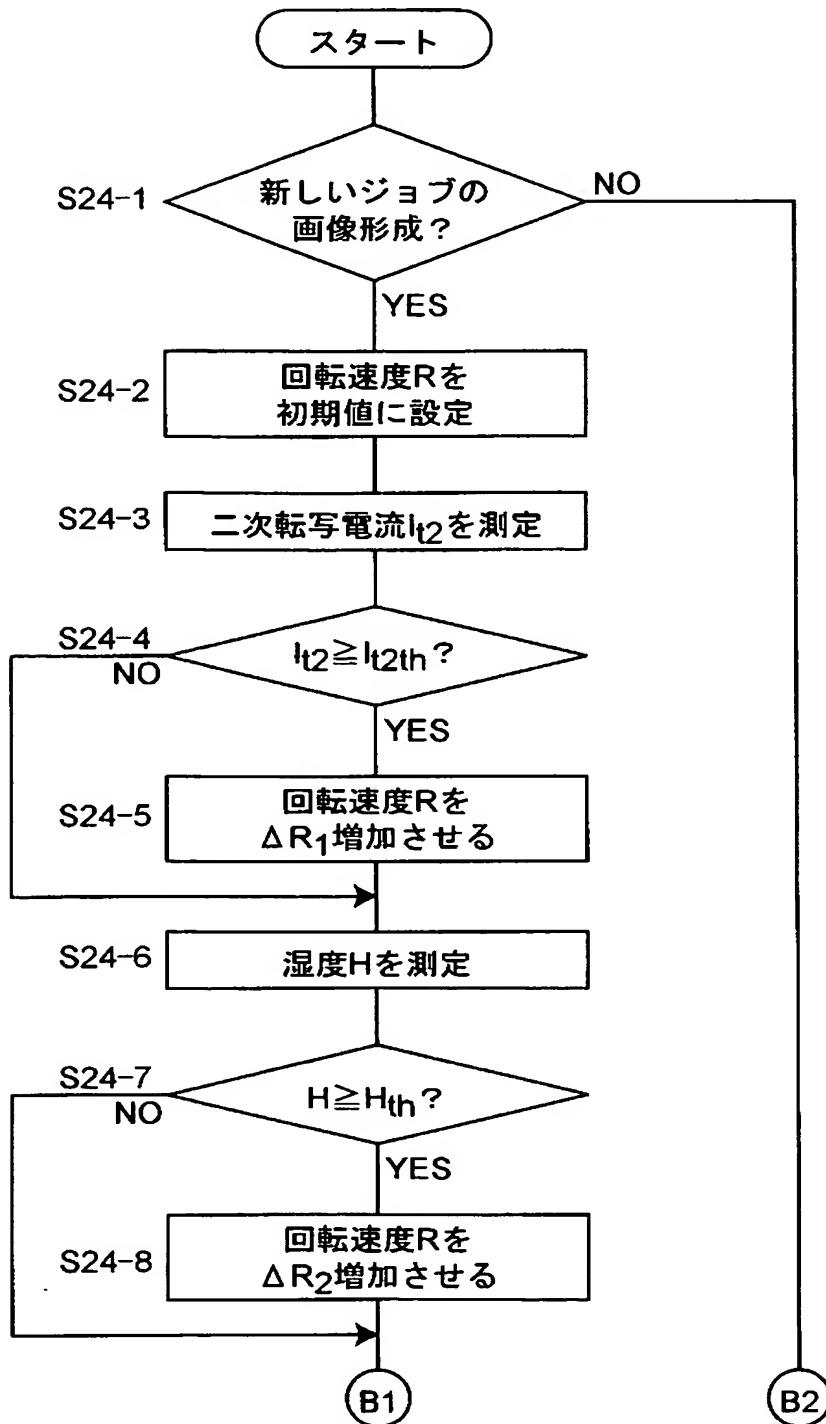 スタート
S24-1
新しいジョブの
画像形成？
NO
YES
S24-2
回転速度Rを
初期値に設定
S24-3
二次転写電流It2を測定
S24-4
It2≧It2th？
NO
YES
S24-5
回転速度Rを
ΔR1増加させる
S24-6
湿度Hを測定
S24-7
H≧Hth？
NO
YES
S24-8
回転速度Rを
ΔR2増加させる
B1
B2